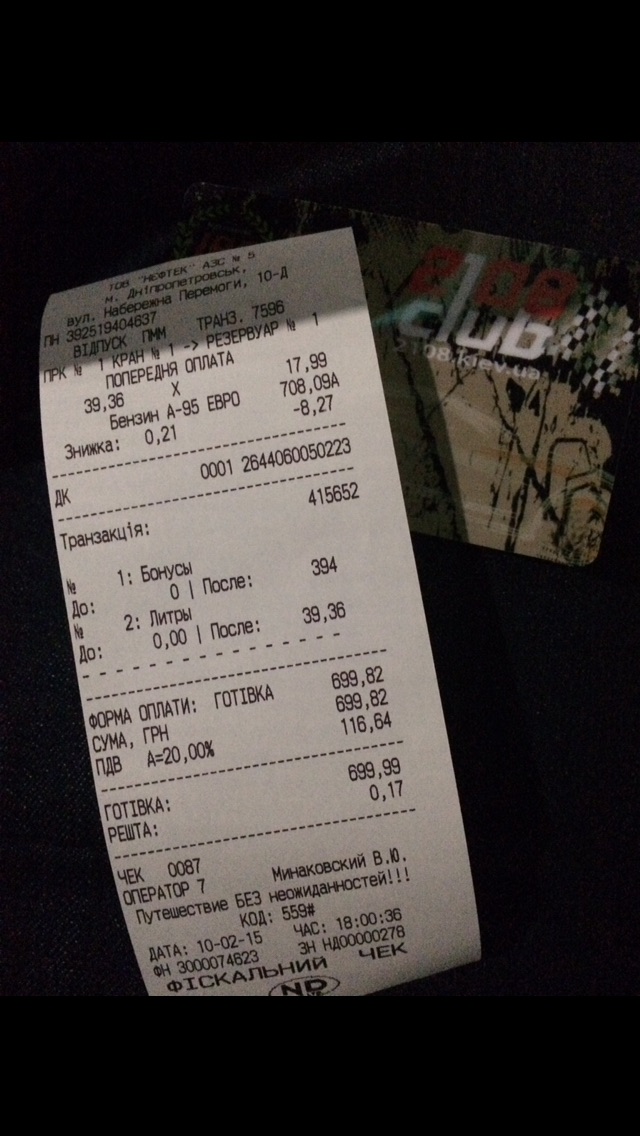 ТОВ "НЕФТЕК" АЗС № 5
м. Дніпропетровськ,
вул. Набережна Перемоги, 10-Д
ПН 392519404637
ВІДПУСК ПММ ТРАНЗ. 7596
ПРК № 1 КРАН № 1 -> РЕЗЕРВУАР № 1
ПОПЕРЕДНЯ ОПЛАТА
39,36 X 17,99
Бензин А-95 ЕВРО 708,09А
Знижка: 0,21 -8,27
ДК 0001 2644060050223
Транзакція: 415652
№ 1: Бонусы
До: 0 | После: 394
№ 2: Литры
До: 0,00 | После: 39,36
ФОРМА ОПЛАТИ: ГОТІВКА 699,82
СУМА, ГРН 699,82
ПДВ А=20,00% 116,64
ГОТІВКА: 699,99
РЕШТА: 0,17
ЧЕК 0087
ОПЕРАТОР 7 Минаковский В.Ю.
Путешествие БЕЗ неожиданностей!!!
КОД: 559#
ДАТА: 10-02-15 ЧАС: 18:00:36
ФН 3000074623 ЗН НД00000278
ФІСКАЛЬНИЙ ЧЕК
ND
2108
club
2108.kiev.ua